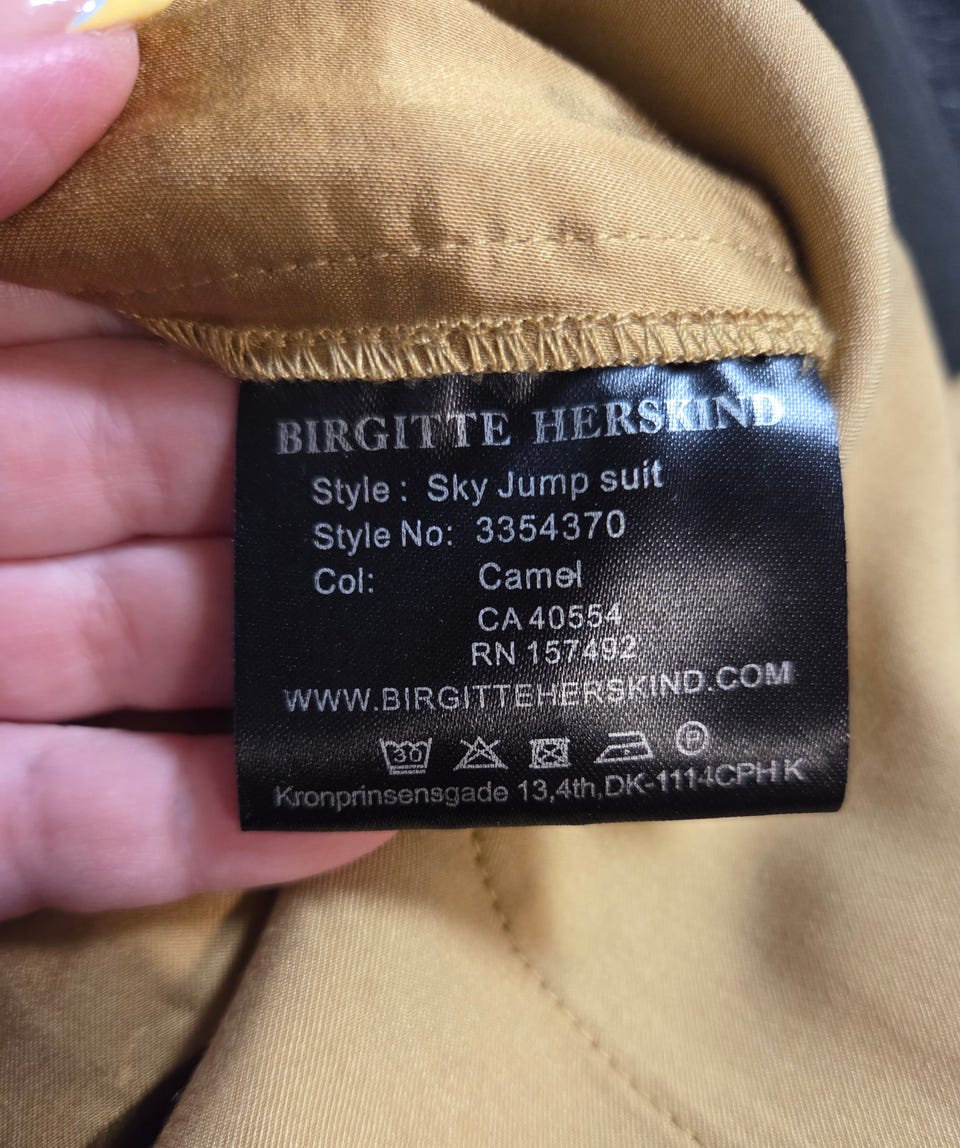 BIRGITTE HERSKIND
Style : Sky Jump suit
Style No: 3354370
Col: Camel
CA 40554
RN 157492
WWW.BIRGITTEHERSKIND.COM
30 P
Kronprinsensgade 13,4th,DK-1114CPH K